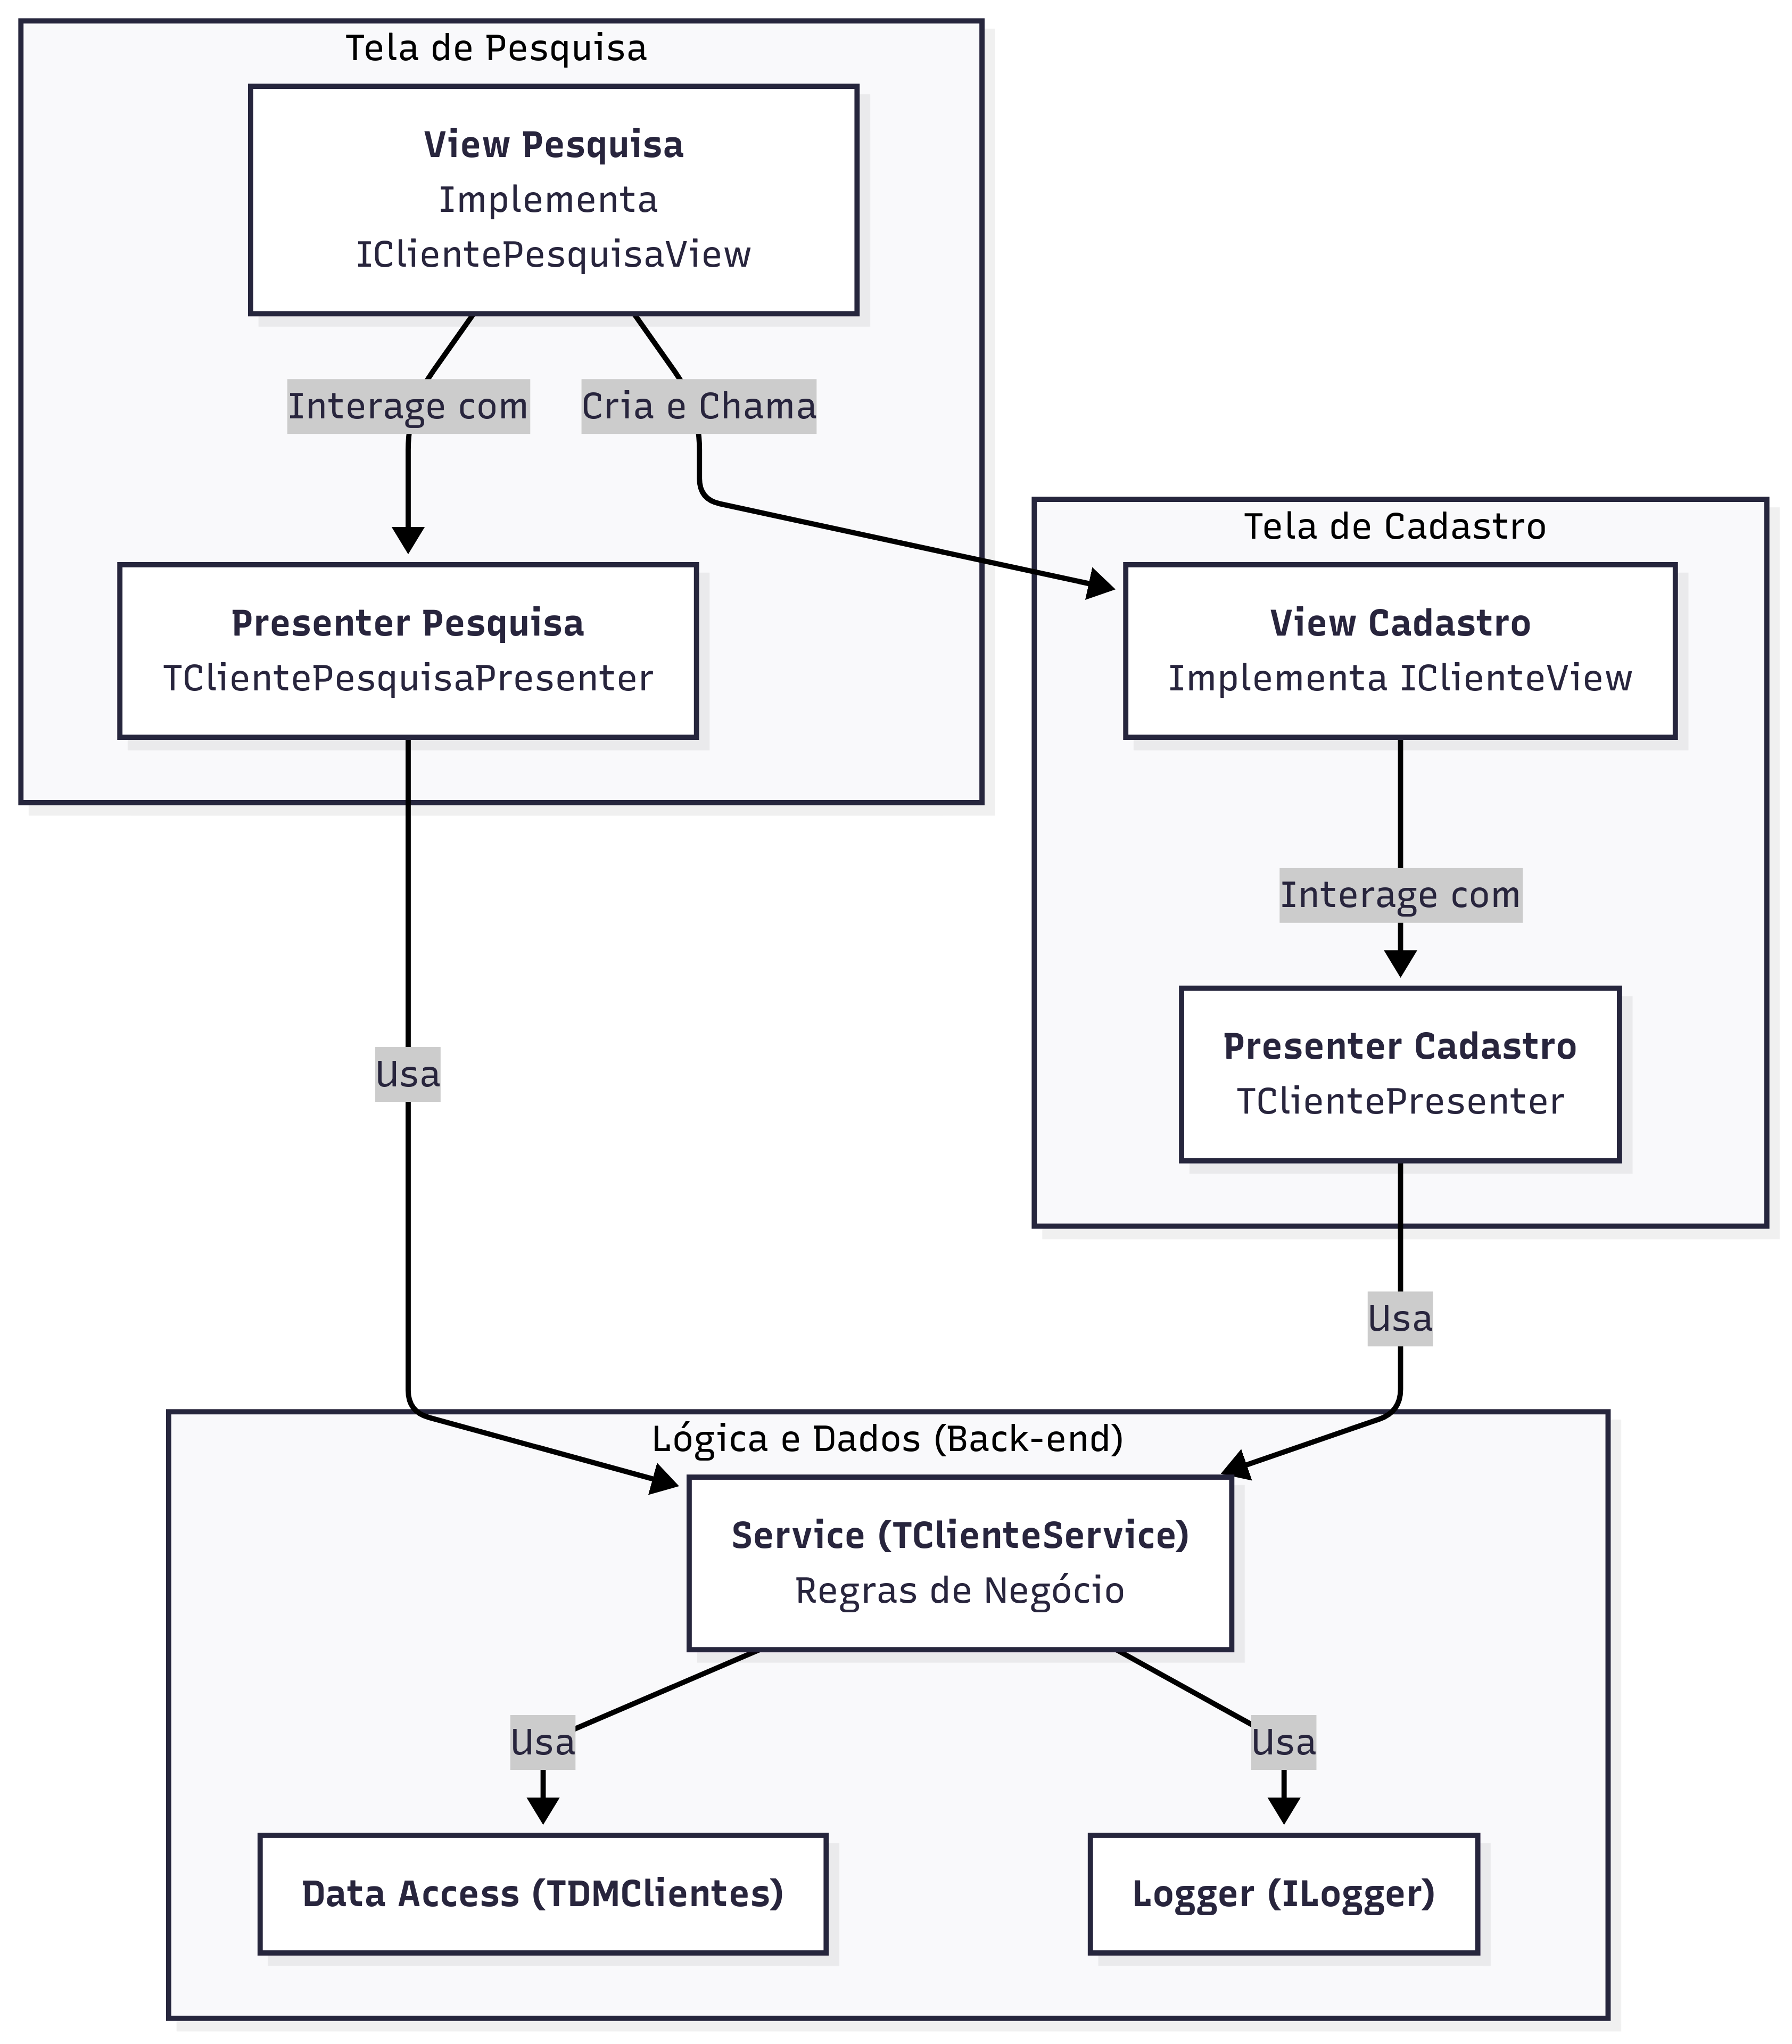 Tela de Pesquisa
View Pesquisa
Implementa
IClientePesquisaView
Interage com
Cria e Chama
Presenter Pesquisa
TClientePesquisaPresenter
Tela de Cadastro
View Cadastro
Implementa IClienteView
Interage com
Presenter Cadastro
TClientePresenter
Usa
Usa
Lógica e Dados (Back-end)
Service (TClienteService)
Regras de Negócio
Usa
Usa
Data Access (TDMClientes)
Logger (ILogger)